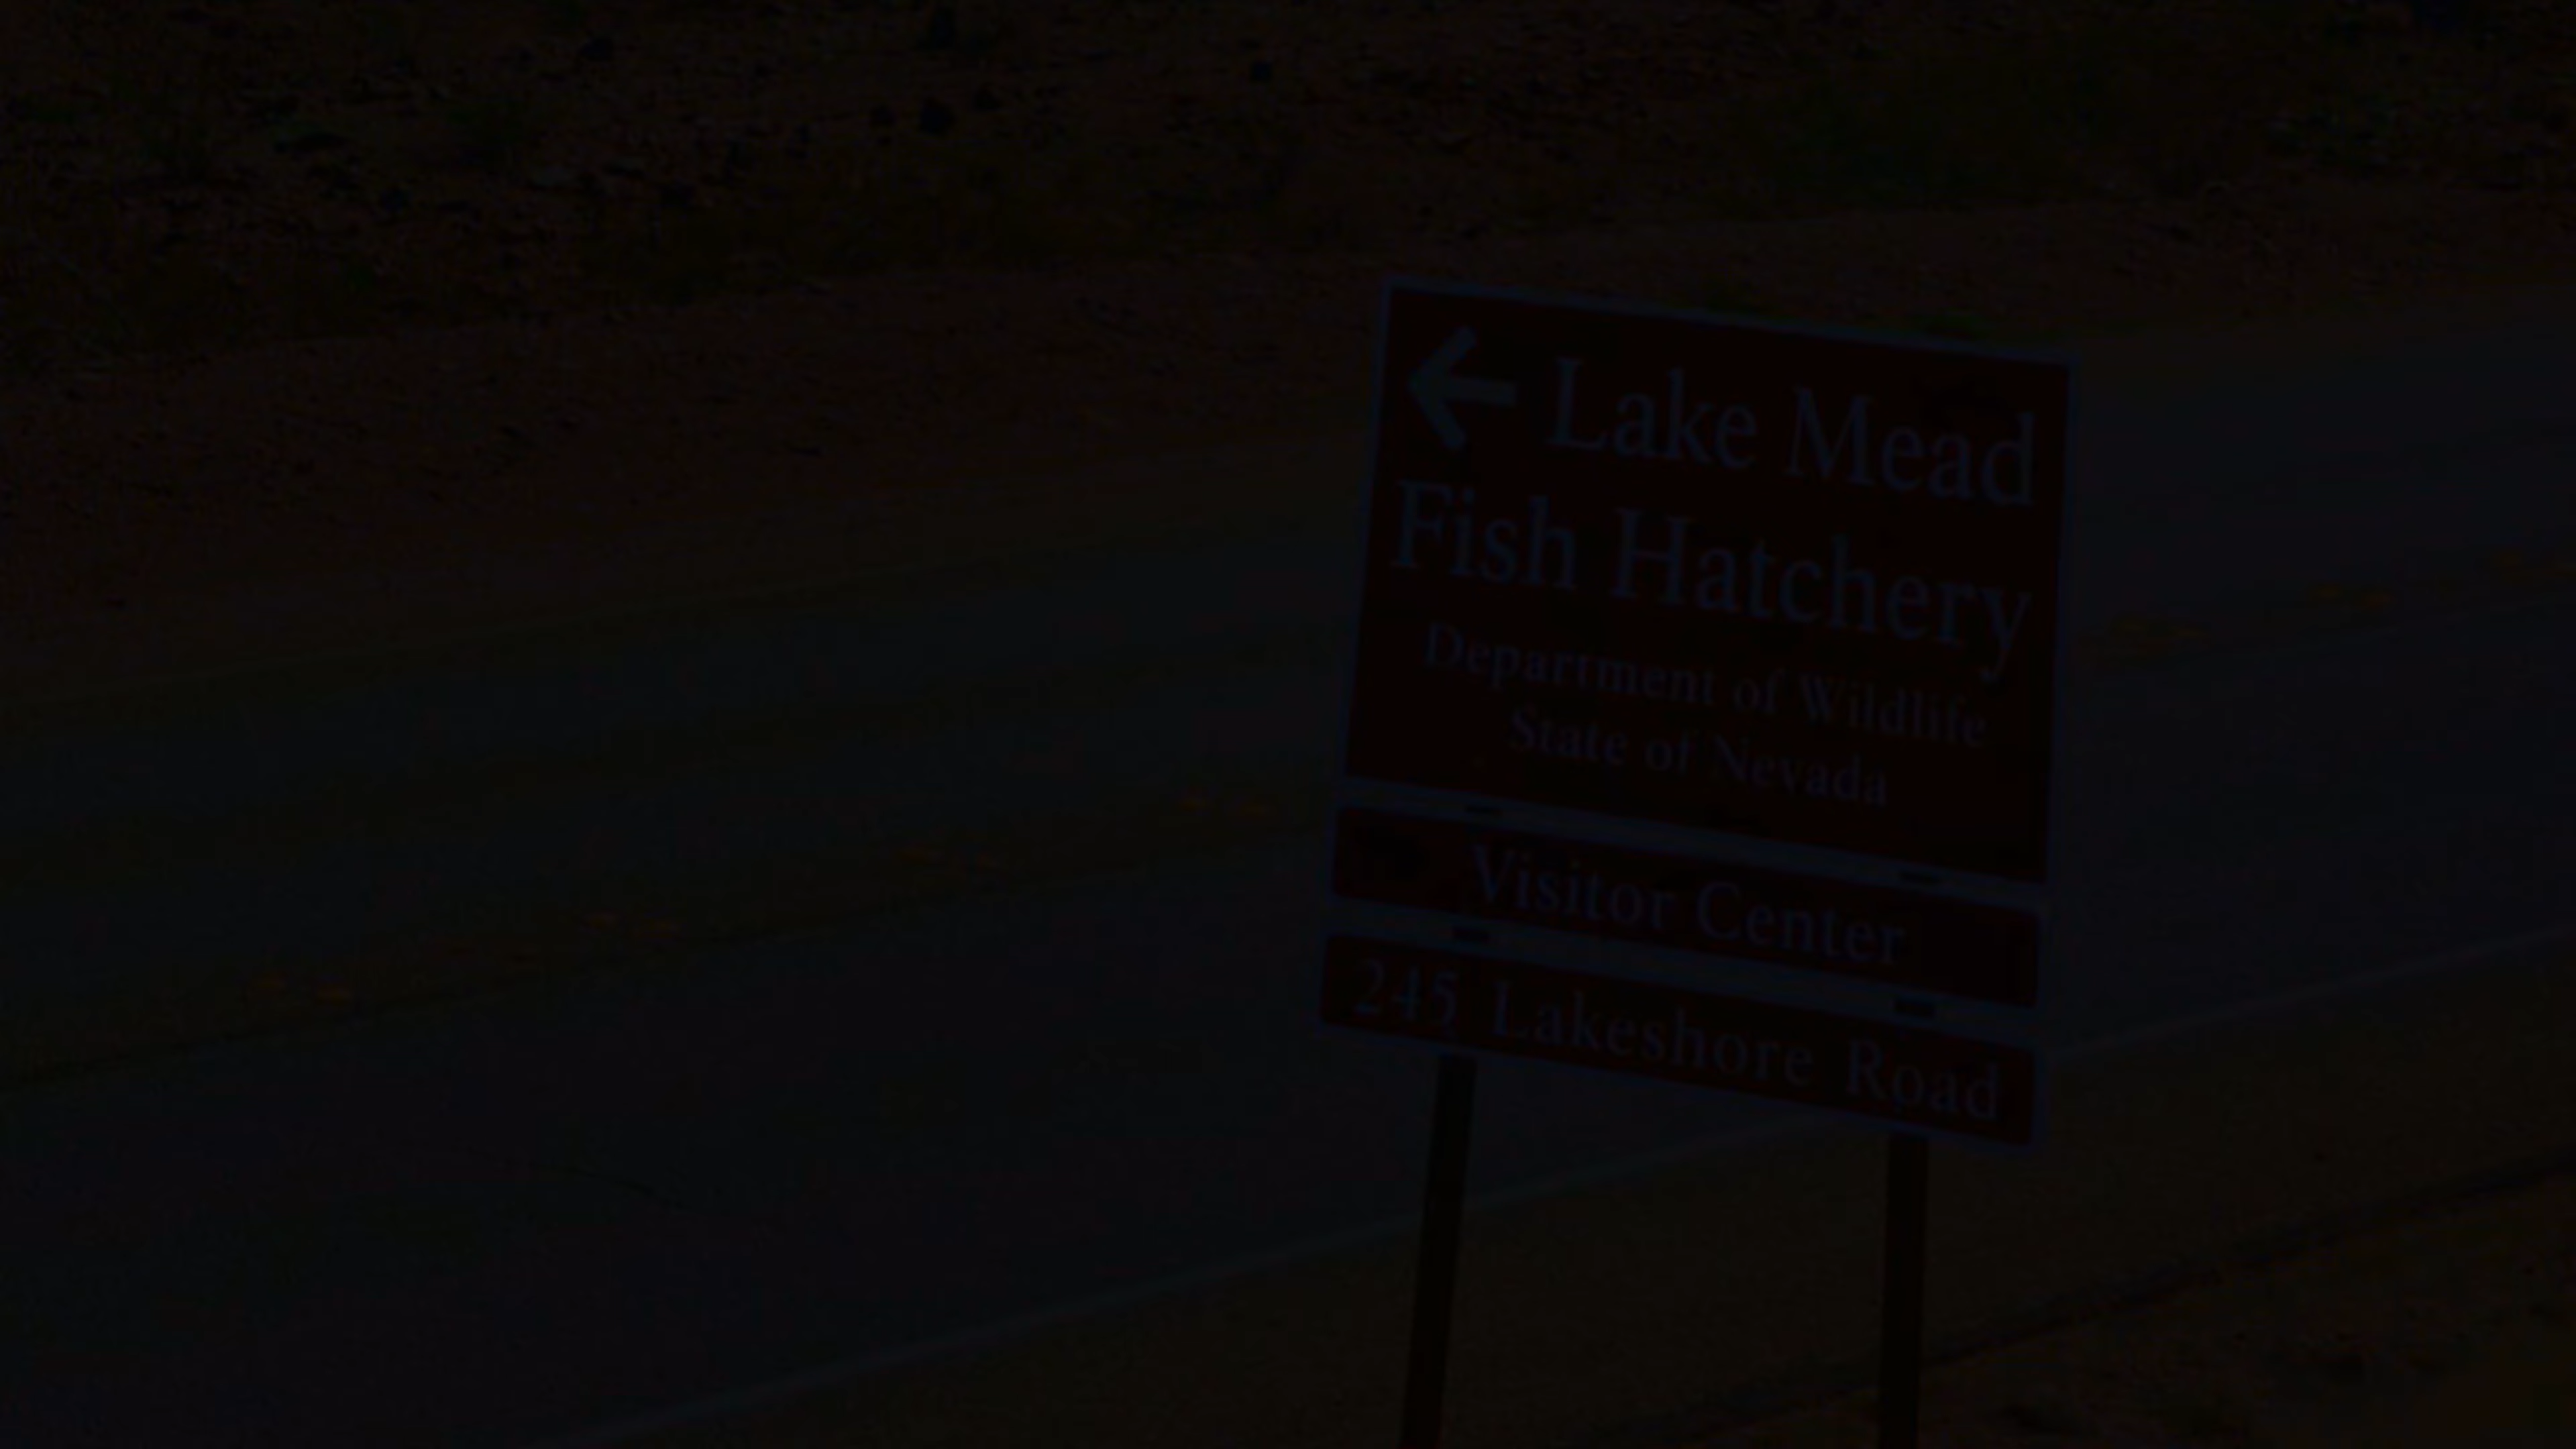 Lake Mead
Fish Hatchery
Department of Wildlife
State of Nevada
Visitor Center
245 Lakeshore Road